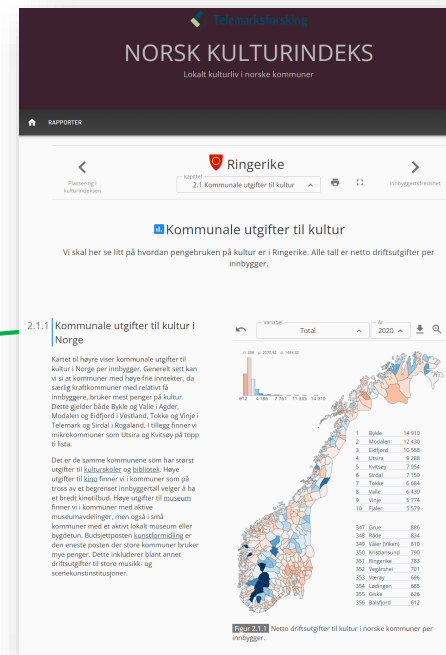 Telemarksforsking
NORSK KULTURINDEKS
Lokalt kulturliv i norske kommuner
RAPPORTER
Plassering i
kulturindeksen
Ringerike
Kapittel
2.1 Kommunale utgifter til kultur
Innbyggertilfredshet
Kommunale utgifter til kultur
Vi skal her se litt på hvordan pengebruken på kultur er i Ringerike. Alle tall er netto driftsutgifter per
innbygger.
2.1.1 Kommunale utgifter til kultur i
Norge
Kartet til høyre viser kommunale utgifter til
kultur i Norge per innbygger. Generelt sett kan
vi si at kommuner med høye frie inntekter, da
særlig kraftkommuner med relativt få
innbyggere, bruker mest penger på kultur.
Dette gjelder både Bykle og Valle i Agder,
Modalen og Eidfjord i Vestland, Tokke og Vinje i
Telemark og Sirdal i Rogaland. I tillegg finner vi
mikrokommuner som Utsira og Kvitsøy på topp
ti lista.
Det er de samme kommunene som har størst
utgifter til kulturskoler og bibliotek. Høye
utgifter til kino finner vi i kommuner som på
tross av et begrenset innbyggertall velger å ha
et bredt kinotilbud. Høye utgifter til museum
finner vi i kommuner med aktive
museumavdelinger, men også i små
kommuner med et aktivt lokalt museum eller
bygdetun. Budsjettposten kunstformidling er
den eneste posten der store kommuner bruker
mye penger. Dette inkluderer blant annet
driftsutgifter til store musikk- og
scenekunstinstitusjoner.
Variabel
Total
År
2020
612 4 186 7 761 11 335 14 910
1 Bykle 14 910
2 Modalen 12 430
3 Eidfjord 10 558
4 Utsira 9 288
5 Kvitsøy 7 954
6 Sirdal 7 150
7 Tokke 6 684
8 Valle 6 439
9 Vinje 5 774
10 Fjaler 5 579
347 Grue 886
348 Råde 834
349 Våler (Viken) 810
350 Kristiansund 790
351 Ringerike 783
352 Vegårshei 701
353 Værøy 696
354 Lødingen 685
355 Giske 626
356 Balsfjord 612
Figur 2.1.1 Netto driftsutgifter til kultur i norske kommuner per
innbygger.